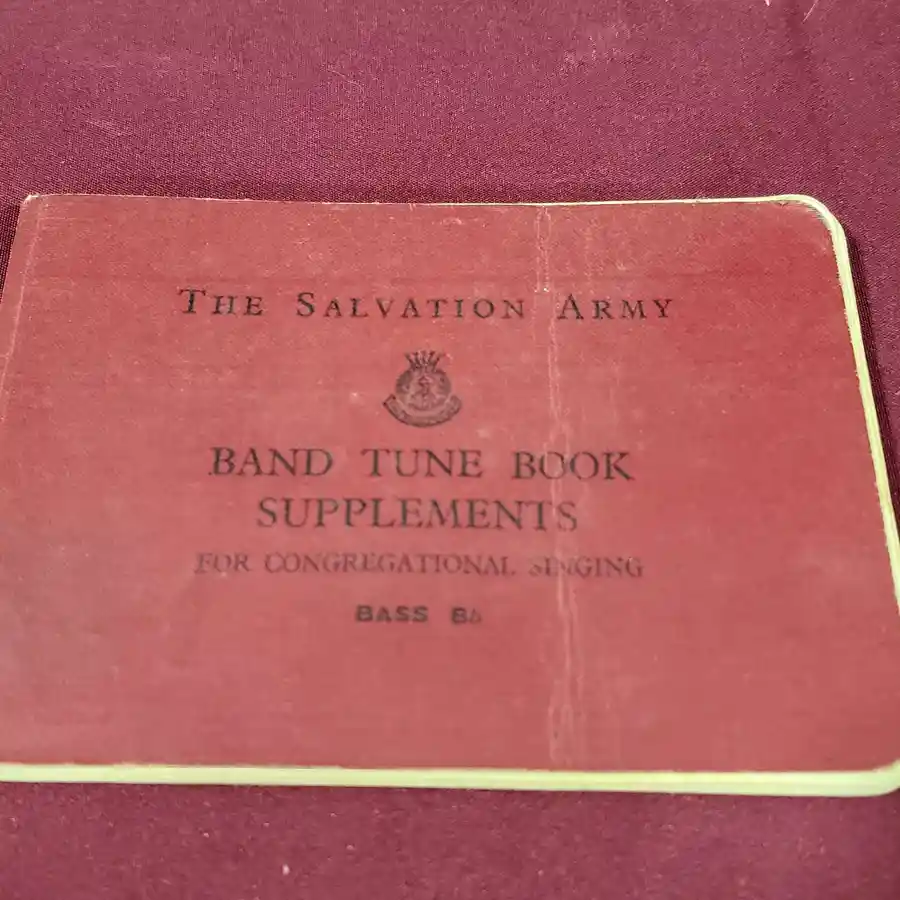 THE SALVATION ARMY
BAND TUNE BOOK
SUPPLEMENTS
FOR CONGREGATIONAL SINGING
BASS B♭